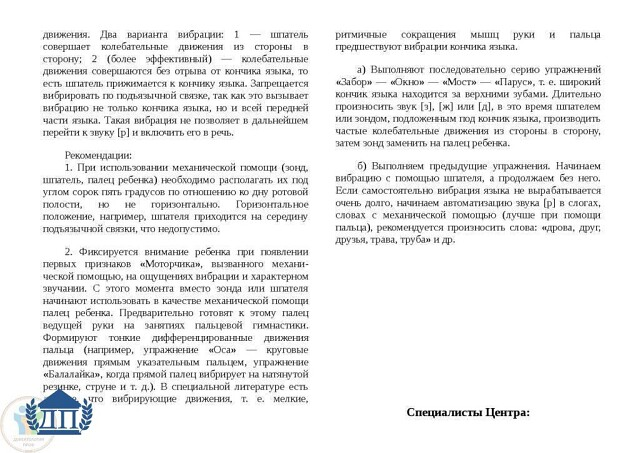 движения. Два варианта вибрации: 1 — шпатель
совершает колебательные движения из стороны в
сторону; 2 (более эффективный) — колебательные
движения совершаются без отрыва от кончика языка, то
есть шпатель прижимается к кончику языка. Запрещается
вибрировать по подъязычной связке, так как это вызывает
вибрацию не только кончика языка, но и всей передней
части языка. Такая вибрация не позволяет в дальнейшем
перейти к звуку [р] и включить его в речь.
Рекомендации:
1. При использовании механической помощи (зонд,
шпатель, палец ребенка) необходимо располагать их под
углом сорок пять градусов по отношению ко дну ротовой
полости, но не горизонтально. Горизонтальное
положение, например, шпателя приходится на середину
подъязычной связки, что недопустимо.
2. Фиксируется внимание ребенка при появлении
первых признаков «Моторчика», вызванного механи-
ческой помощью, на ощущениях вибрации и характерном
звучании. С этого момента вместо зонда или шпателя
начинают использовать в качестве механической помощи
палец ребенка. Предварительно готовят к этому палец
ведущей руки на занятиях пальцевой гимнастики.
Формируют тонкие дифференцированные движения
пальца (например, упражнение «Оса» — круговые
движения прямым указательным пальцем, упражнение
«Балалайка», когда прямой палец вибрирует на натянутой
резинке, струне и т. д.). В специальной литературе есть
что вибрирующие движения, т. е. мелкие,
ДП
ритмичные сокращения мышц руки и пальца
предшествуют вибрации кончика языка.
а) Выполняют последовательно серию упражнений
«Забор» — «Окно» — «Мост» — «Парус», т. е. широкий
кончик языка находится за верхними зубами. Длительно
произносить звук [з], [ж] или [д], в это время шпателем
или зондом, подложенным под кончик языка, производить
частые колебательные движения из стороны в сторону,
затем зонд заменить на палец ребенка.
б) Выполняем предыдущие упражнения. Начинаем
вибрацию с помощью шпателя, а продолжаем без него.
Если самостоятельно вибрация языка не вырабатывается
очень долго, начинаем автоматизацию звука [р] в слогах,
словах с механической помощью (лучше при помощи
пальца), рекомендуется произносить слова: «дрова, друг,
друзья, трава, труба» и др.
Специалисты Центра: